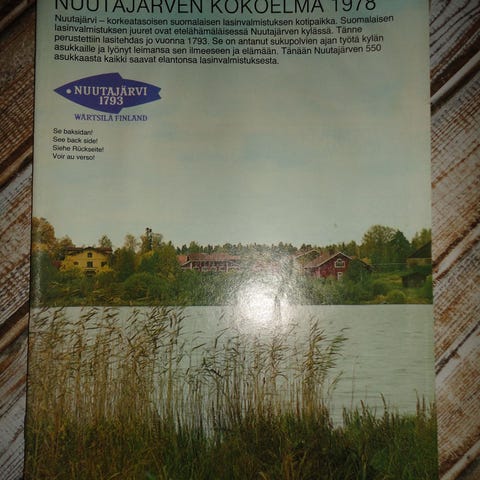 NUUTAJÄRVEN KOKOELMA 1978
Nuutajärvi – korkeatasoisen suomalaisen lasinvalmistuksen kotipaikka. Suomalaisen
lasinvalmistuksen juuret ovat etelähämäläisessä Nuutajärven kylässä. Tänne
perustettiin lasitehdas jo vuonna 1793. Se on antanut sukupolvien ajan työtä kylän
asukkaille ja lyönyt leimansa sen ilmeeseen ja elämään. Tänään Nuutajärven 550
asukkaasta kaikki saavat elantonsa lasinvalmistuksesta.
NUUTAJÄRVI
1793
WÄRTSILÄ FINLAND
Se baksidan!
See back side!
Siehe Rückseite!
Voir au verso!